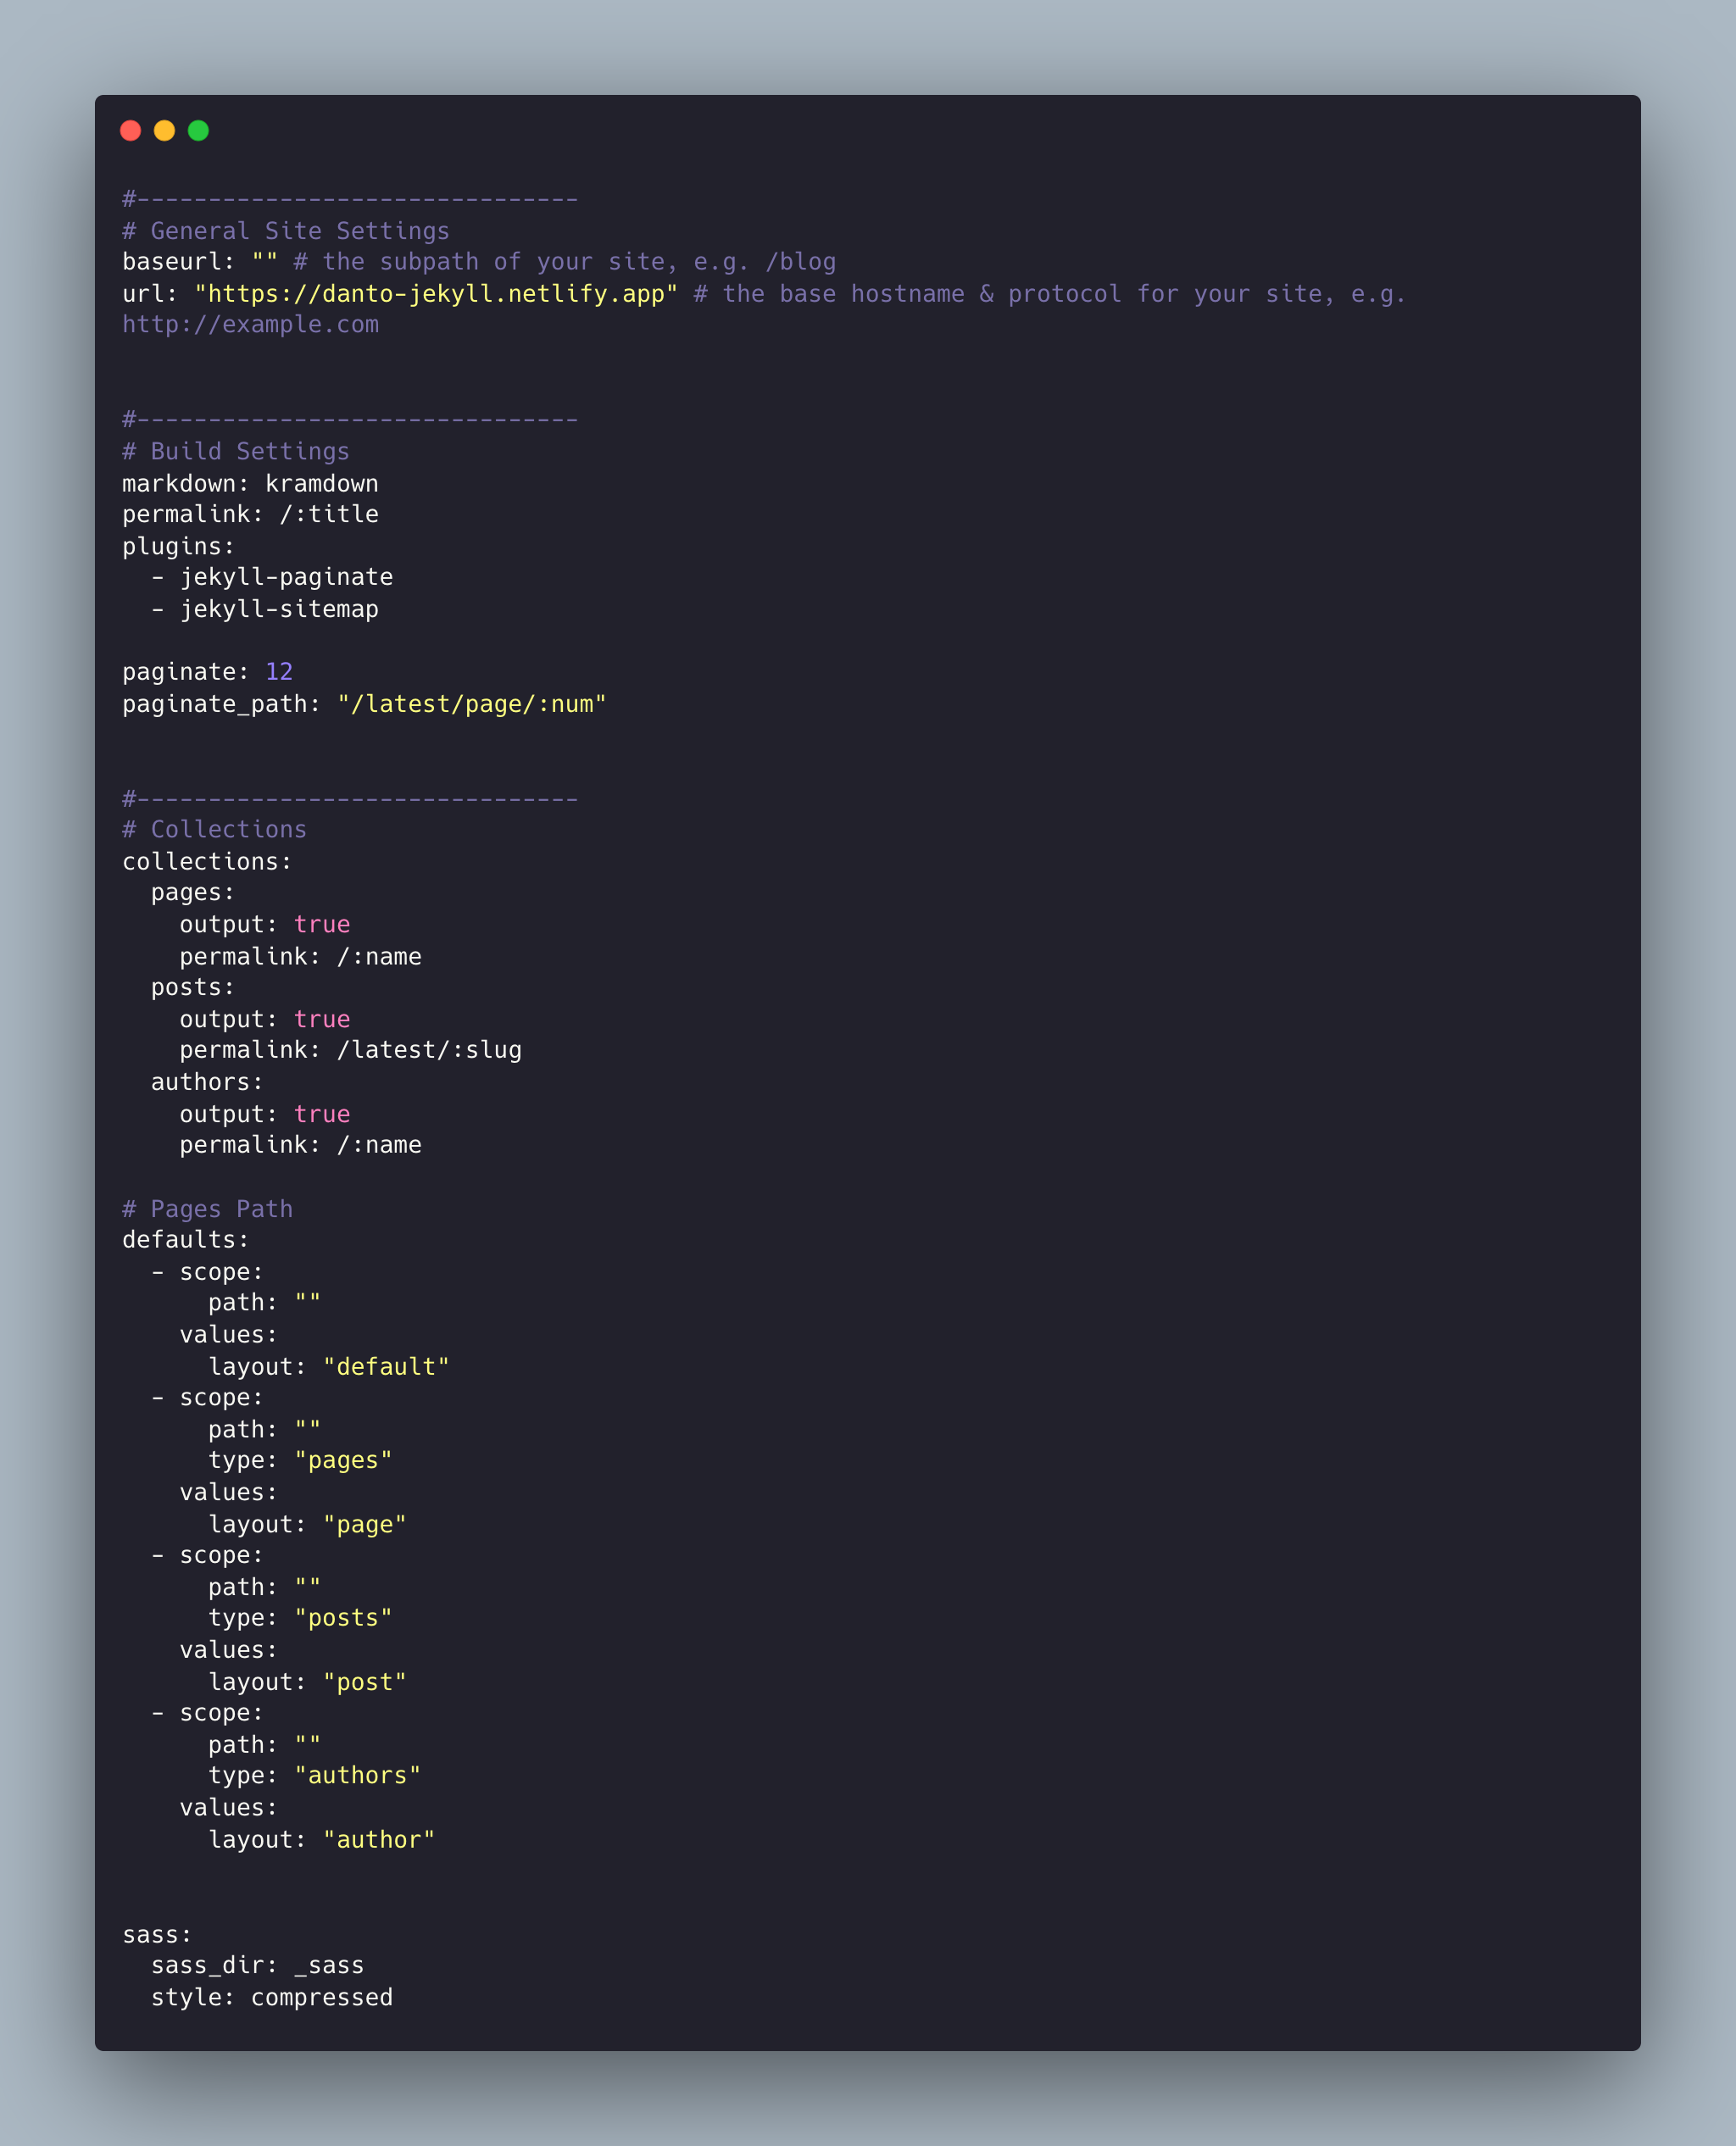 #-------------------------------
# General Site Settings
baseurl: "" # the subpath of your site, e.g. /blog
url: "https://danto-jekyll.netlify.app" # the base hostname & protocol for your site, e.g.
http://example.com
#-------------------------------
# Build Settings
markdown: kramdown
permalink: /:title
plugins:
  - jekyll-paginate
  - jekyll-sitemap
paginate: 12
paginate_path: "/latest/page/:num"
#-------------------------------
# Collections
collections:
  pages:
    output: true
    permalink: /:name
  posts:
    output: true
    permalink: /latest/:slug
  authors:
    output: true
    permalink: /:name
# Pages Path
defaults:
  - scope:
      path: ""
    values:
      layout: "default"
  - scope:
      path: ""
      type: "pages"
    values:
      layout: "page"
  - scope:
      path: ""
      type: "posts"
    values:
      layout: "post"
  - scope:
      path: ""
      type: "authors"
    values:
      layout: "author"
sass:
  sass_dir: _sass
  style: compressed